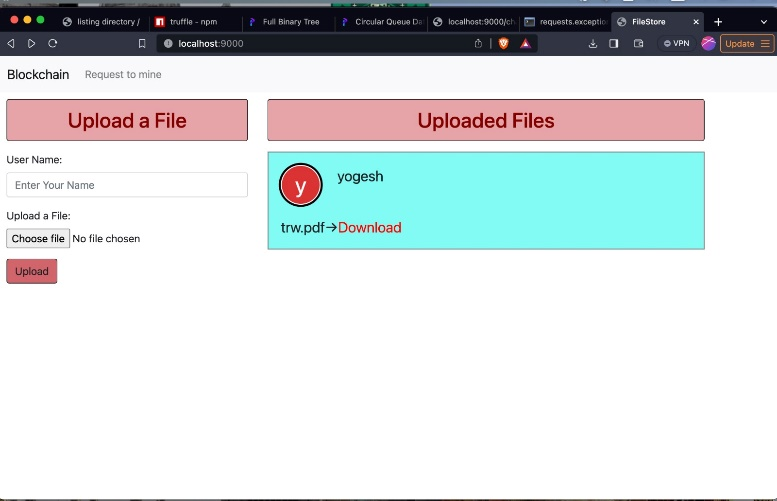 listing directory /
truffle - npm
Full Binary Tree
Circular Queue Da
localhost:9000/ch
requests.exception
FileStore
localhost:9000
VPN
Update
Blockchain
Request to mine
Upload a File
Uploaded Files
User Name:
Enter Your Name
y
yogesh
Upload a File:
trw.pdf→Download
Choose file No file chosen
Upload